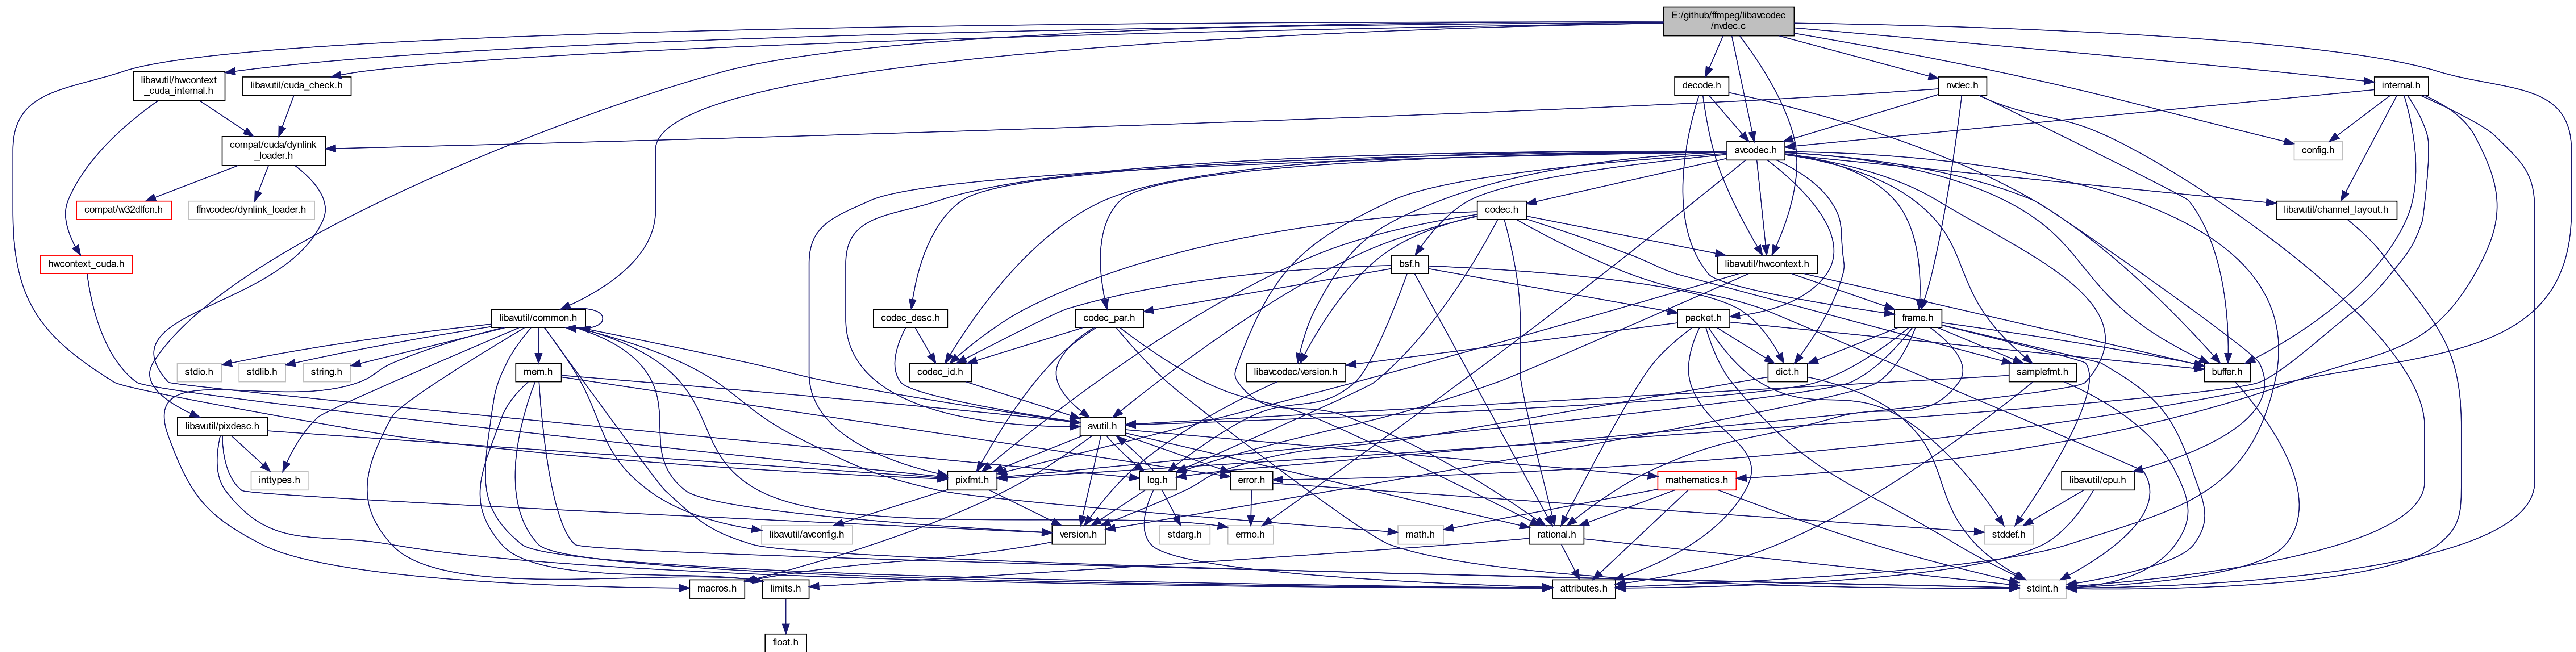 E:/github/ffmpeg/libavcodec
/nvdec.c
libavutil/hwcontext
_cuda_internal.h
libavutil/cuda_check.h
decode.h
nvdec.h
internal.h
compat/cuda/dynlink
_loader.h
avcodec.h
config.h
compat/w32dlfcn.h
ffnvcodec/dynlink_loader.h
codec.h
libavutil/channel_layout.h
hwcontext_cuda.h
bsf.h
libavutil/hwcontext.h
libavutil/common.h
codec_desc.h
codec_par.h
packet.h
frame.h
stdio.h
stdlib.h
string.h
mem.h
codec_id.h
libavcodec/version.h
dict.h
samplefmt.h
buffer.h
libavutil/pixdesc.h
avutil.h
inttypes.h
pixfmt.h
log.h
error.h
mathematics.h
libavutil/cpu.h
libavutil/avconfig.h
version.h
stdarg.h
errno.h
math.h
rational.h
stddef.h
macros.h
limits.h
attributes.h
stdint.h
float.h